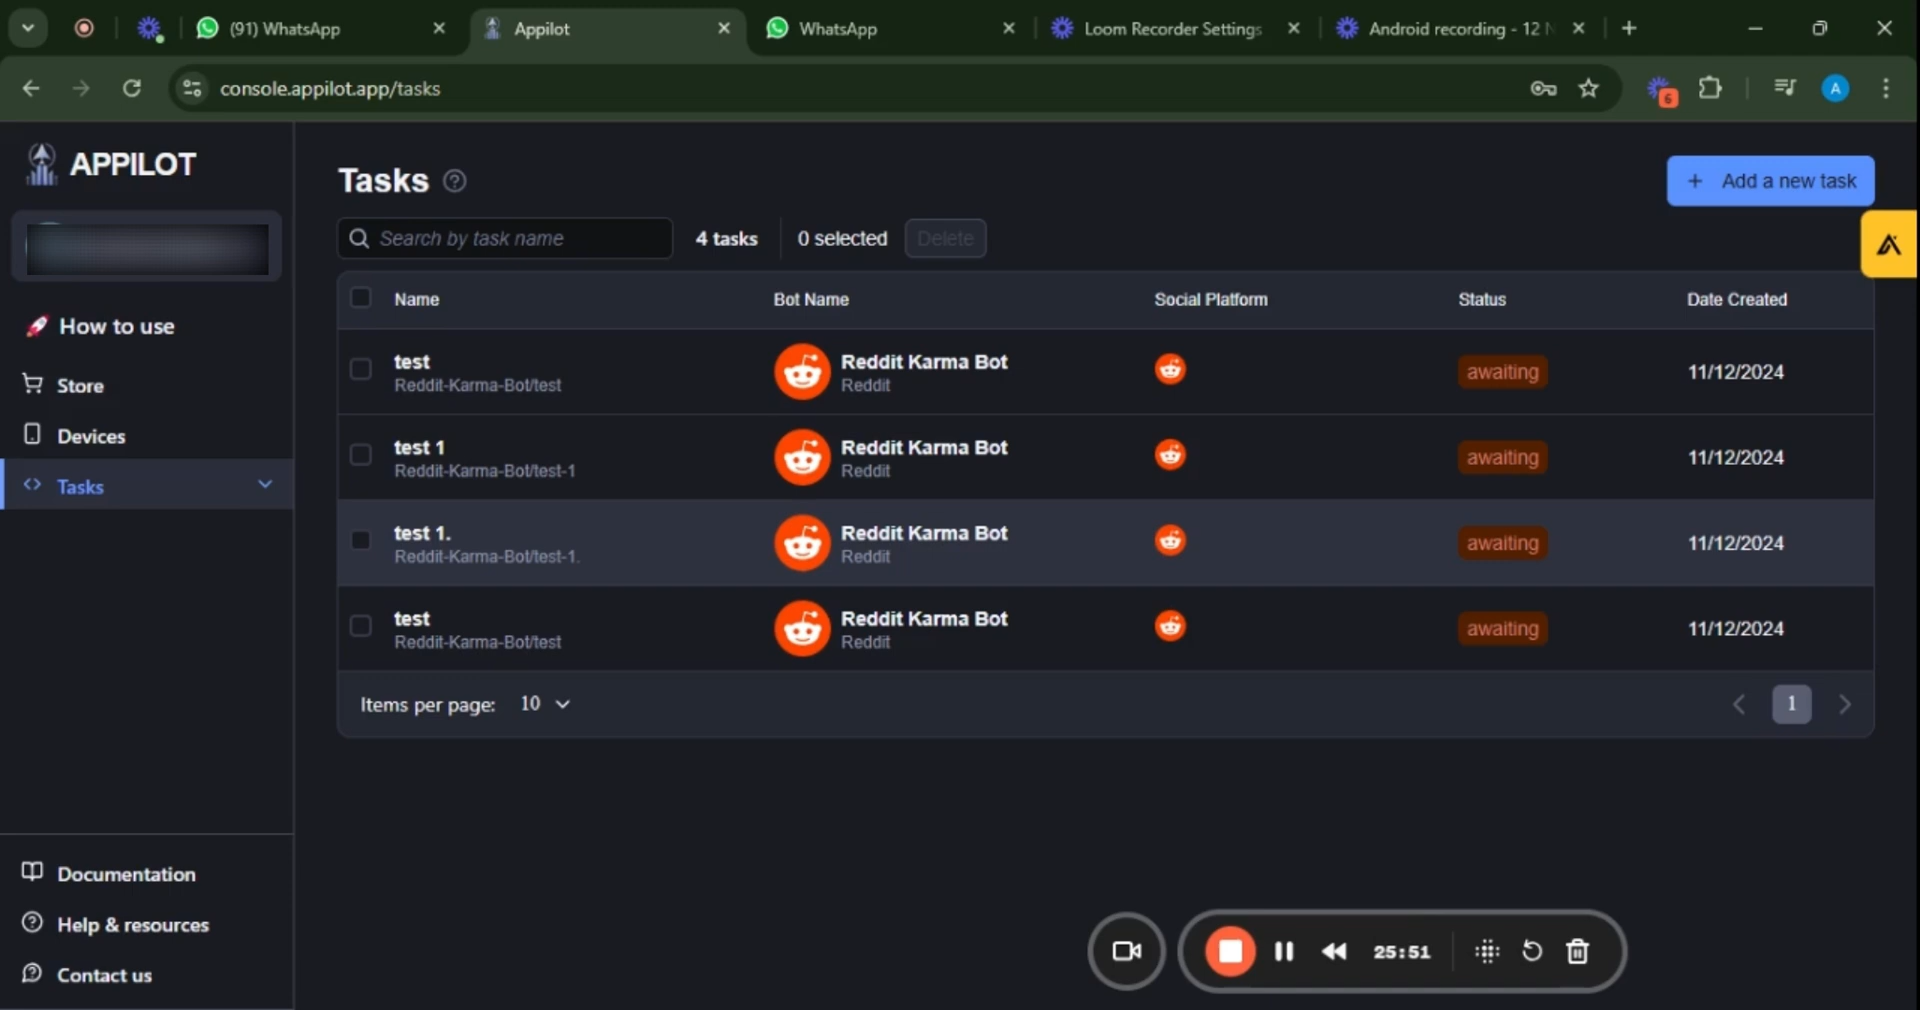 (91) WhatsApp
Appilot
WhatsApp
Loom Recorder Settings
Android recording - 12 N
console.appilot.app/tasks
6
A
APPILOT
Tasks
Add a new task
Search by task name
4 tasks
0 selected
Delete
How to use
Store
Devices
Tasks
Name Bot Name Social Platform Status Date Created
test Reddit Karma Bot awaiting 11/12/2024
Reddit-Karma-Bot/test Reddit
test 1 Reddit Karma Bot awaiting 11/12/2024
Reddit-Karma-Bot/test-1 Reddit
test 1. Reddit Karma Bot awaiting 11/12/2024
Reddit-Karma-Bot/test-1. Reddit
test Reddit Karma Bot awaiting 11/12/2024
Reddit-Karma-Bot/test Reddit
Items per page: 10
1
Documentation
Help & resources
Contact us
25:51